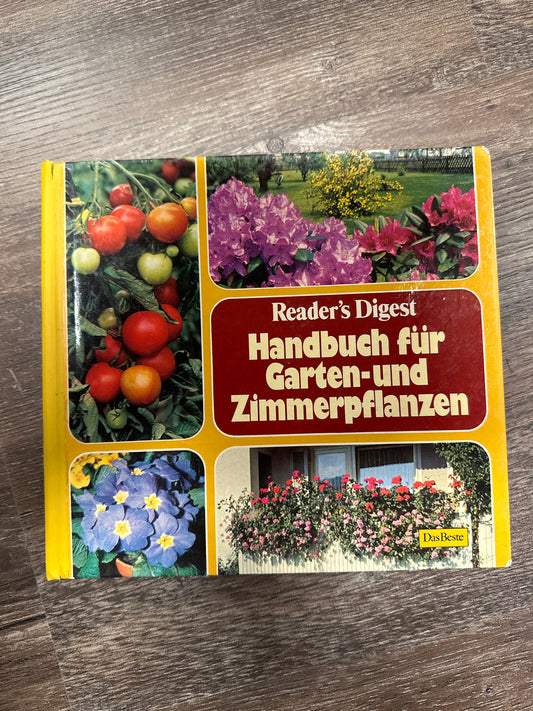 Reader's Digest
Handbuch für
Garten-und
Zimmerpflanzen
Das Beste